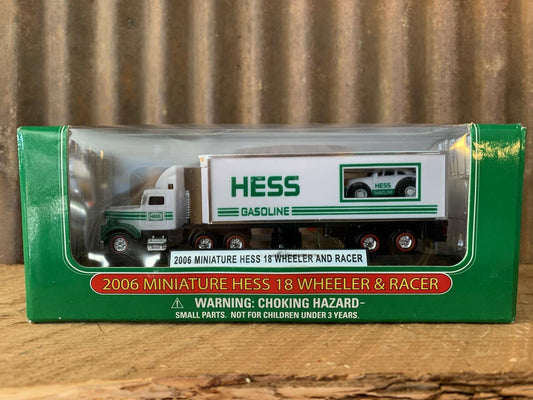 HESS
HESS
GASOLINE
HESS
2006 MINIATURE HESS 18 WHEELER AND RACER
2006 MINIATURE HESS 18 WHEELER & RACER
WARNING: CHOKING HAZARD-
SMALL PARTS. NOT FOR CHILDREN UNDER 3 YEARS.